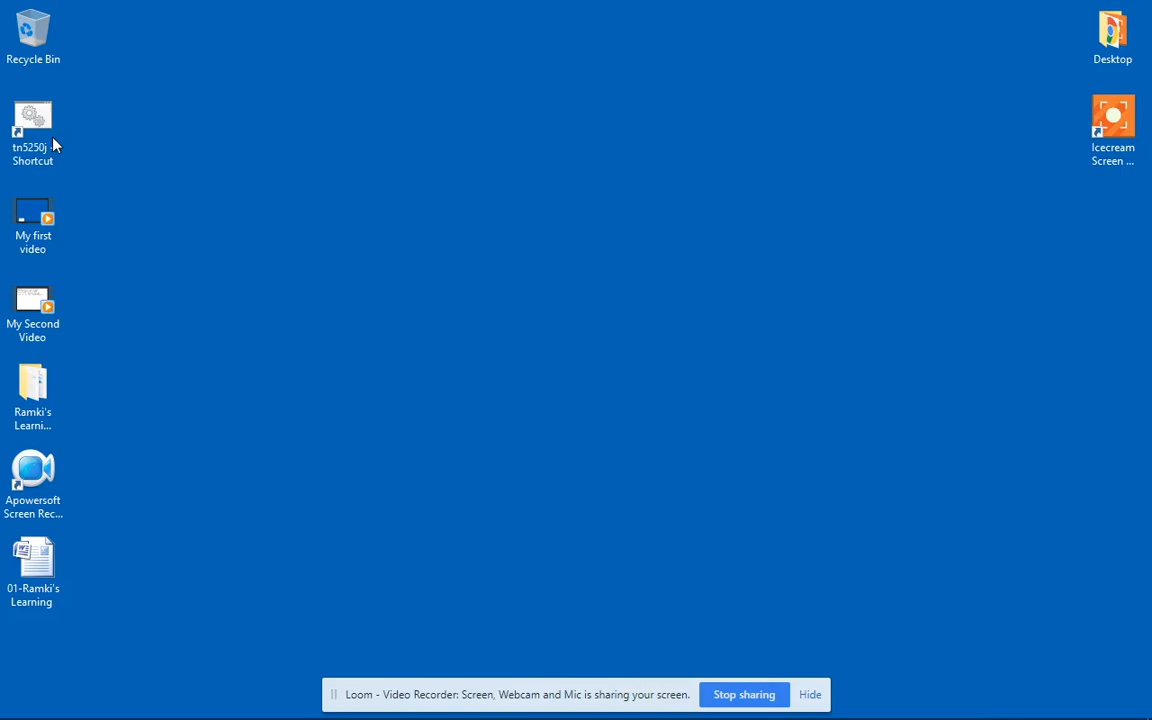 Recycle Bin
Desktop
tn5250j -
Shortcut
Icecream
Screen ...
My first
video
My Second
Video
Ramki's
Learni...
Apowersoft
Screen Rec...
01-Ramki's
Learning
Loom - Video Recorder: Screen, Webcam and Mic is sharing your screen.
Stop sharing
Hide